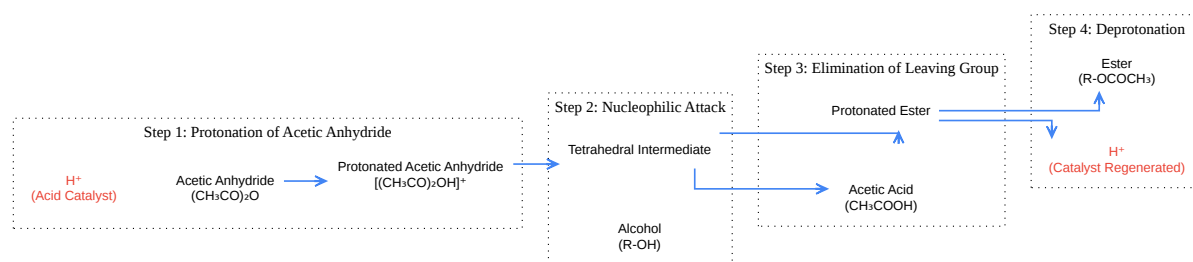 Step 1: Protonation of Acetic Anhydride
H⁺
(Acid Catalyst)
Acetic Anhydride
(CH₃CO)₂O
Protonated Acetic Anhydride
[(CH₃CO)₂OH]⁺
Step 2: Nucleophilic Attack
Tetrahedral Intermediate
Alcohol
(R-OH)
Step 3: Elimination of Leaving Group
Protonated Ester
Acetic Acid
(CH₃COOH)
Step 4: Deprotonation
Ester
(R-OCOCH₃)
H⁺
(Catalyst Regenerated)